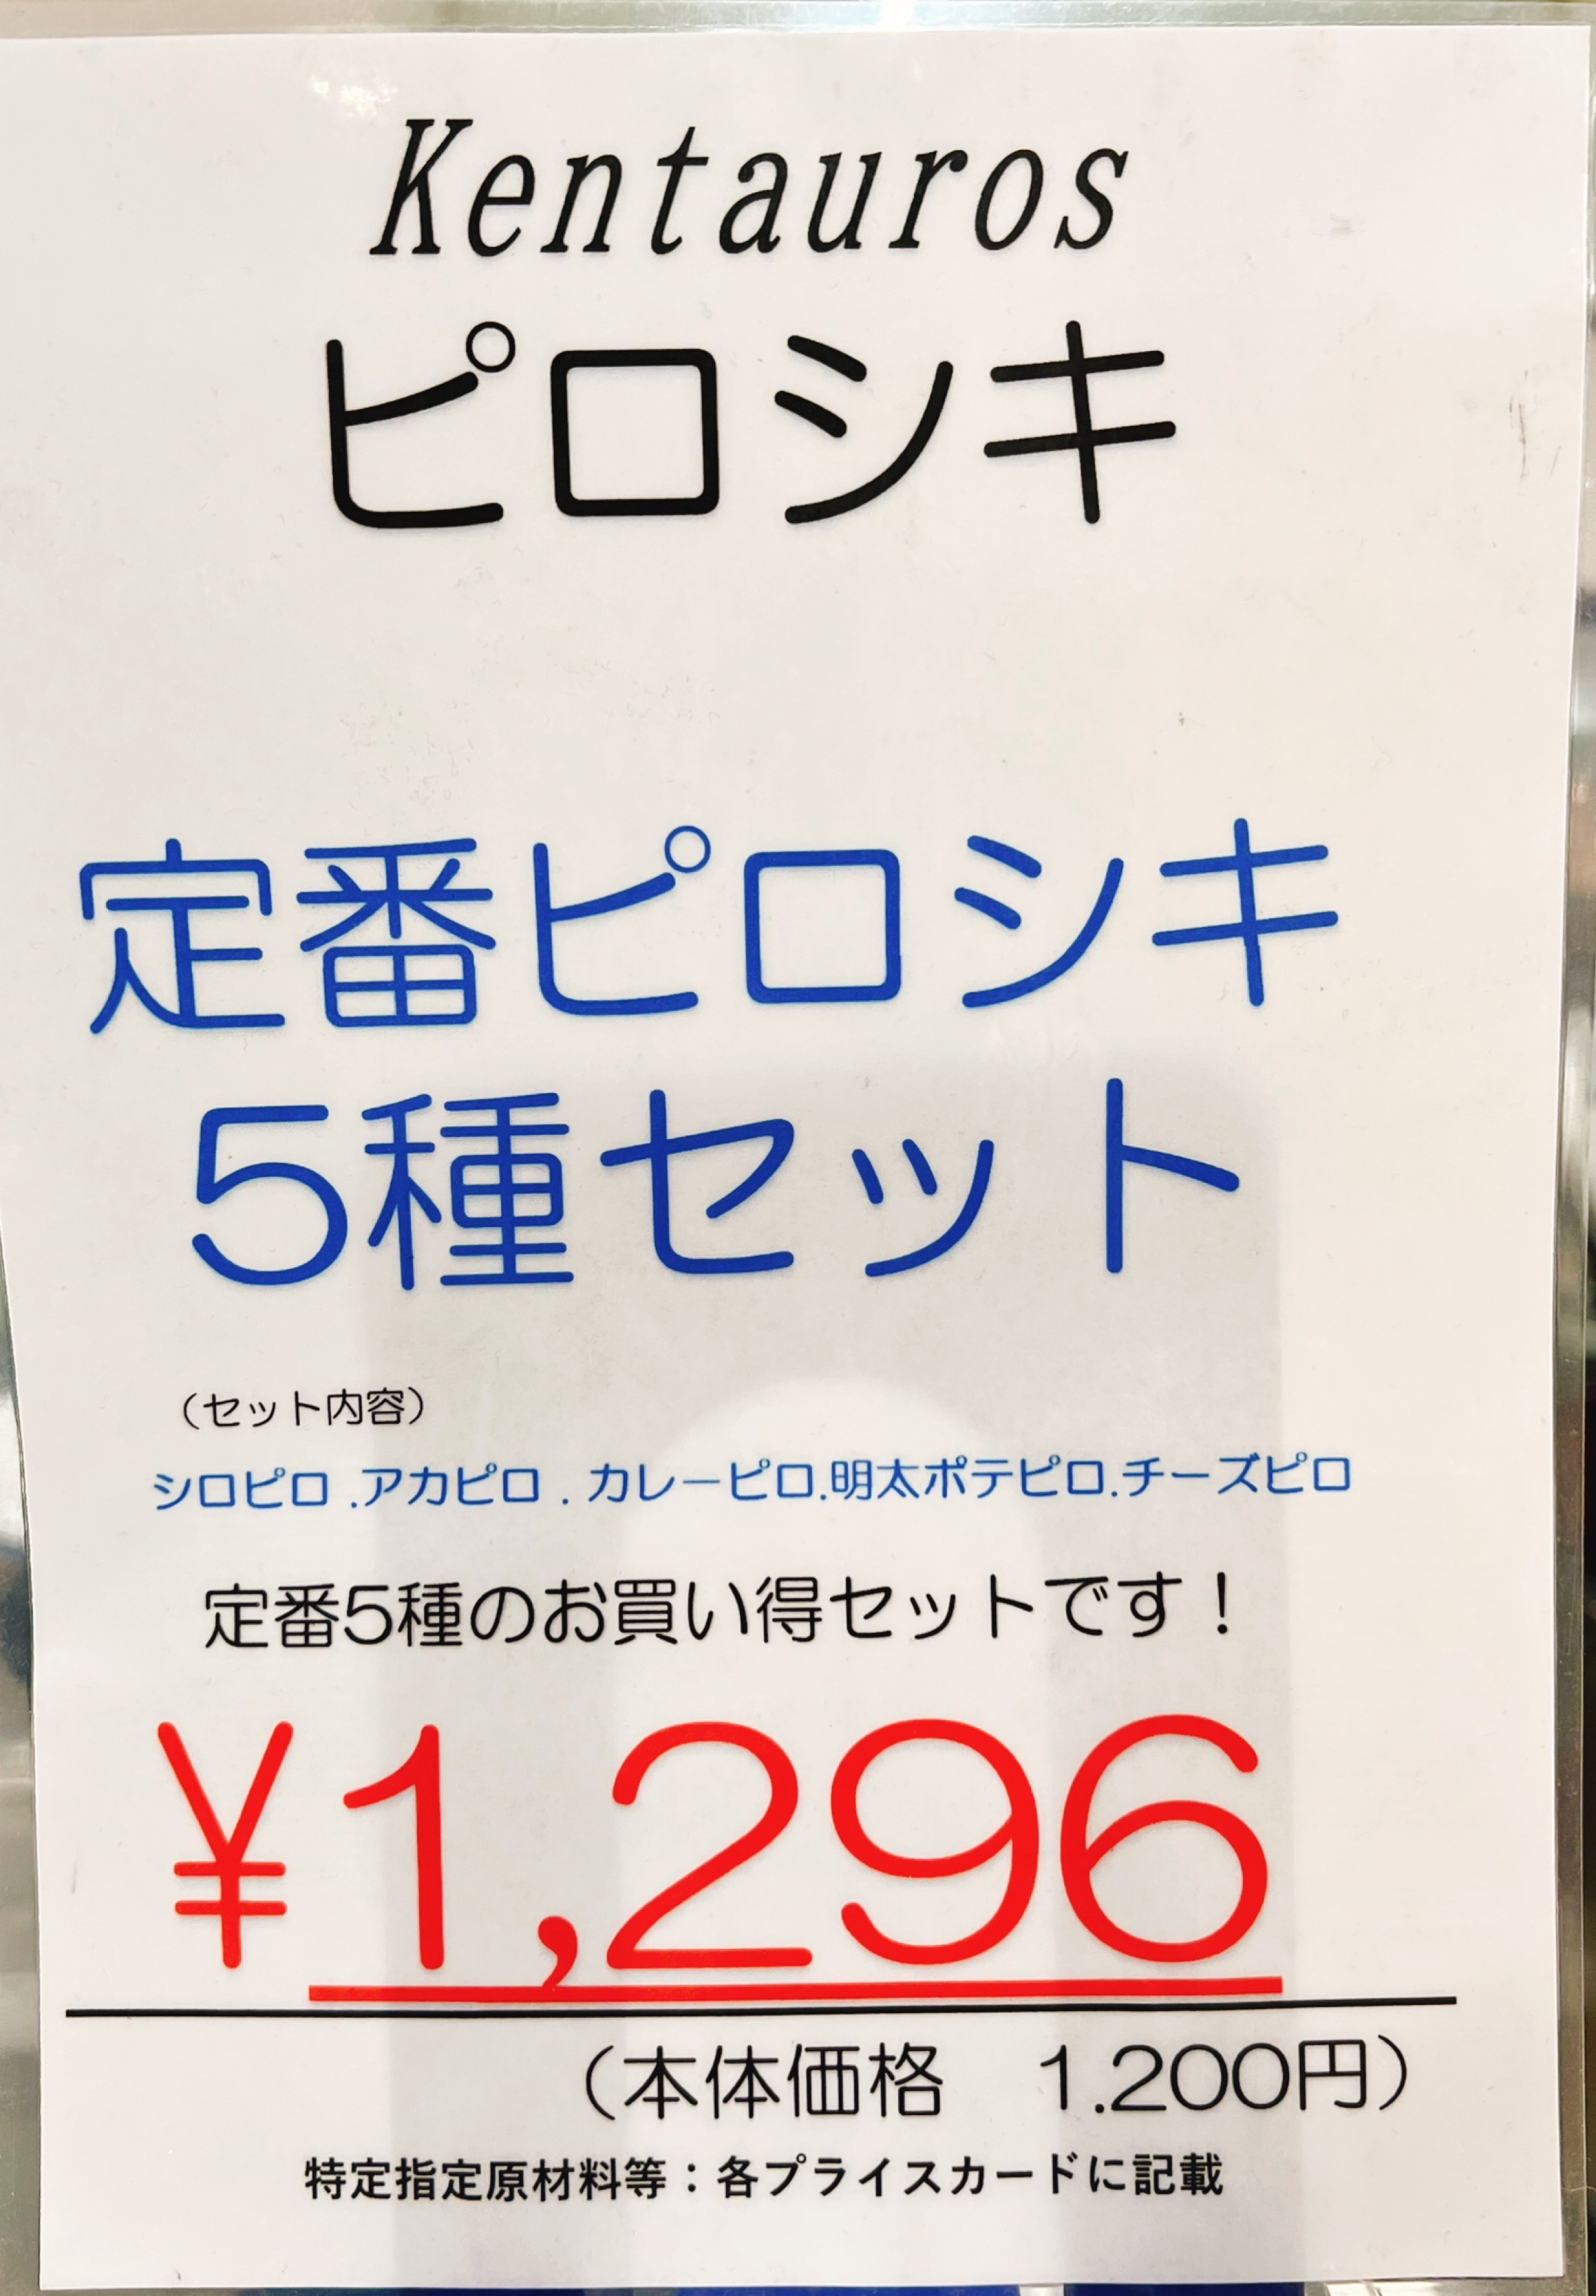 Kentauros
ピロシキ
定番ピロシキ
5種セット
（セット内容）
シロピロ .アカピロ . カレーピロ.明太ポテピロ.チーズピロ
定番5種のお買い得セットです！
¥1,296
（本体価格　1.200円）
特定指定原材料等：各プライスカードに記載